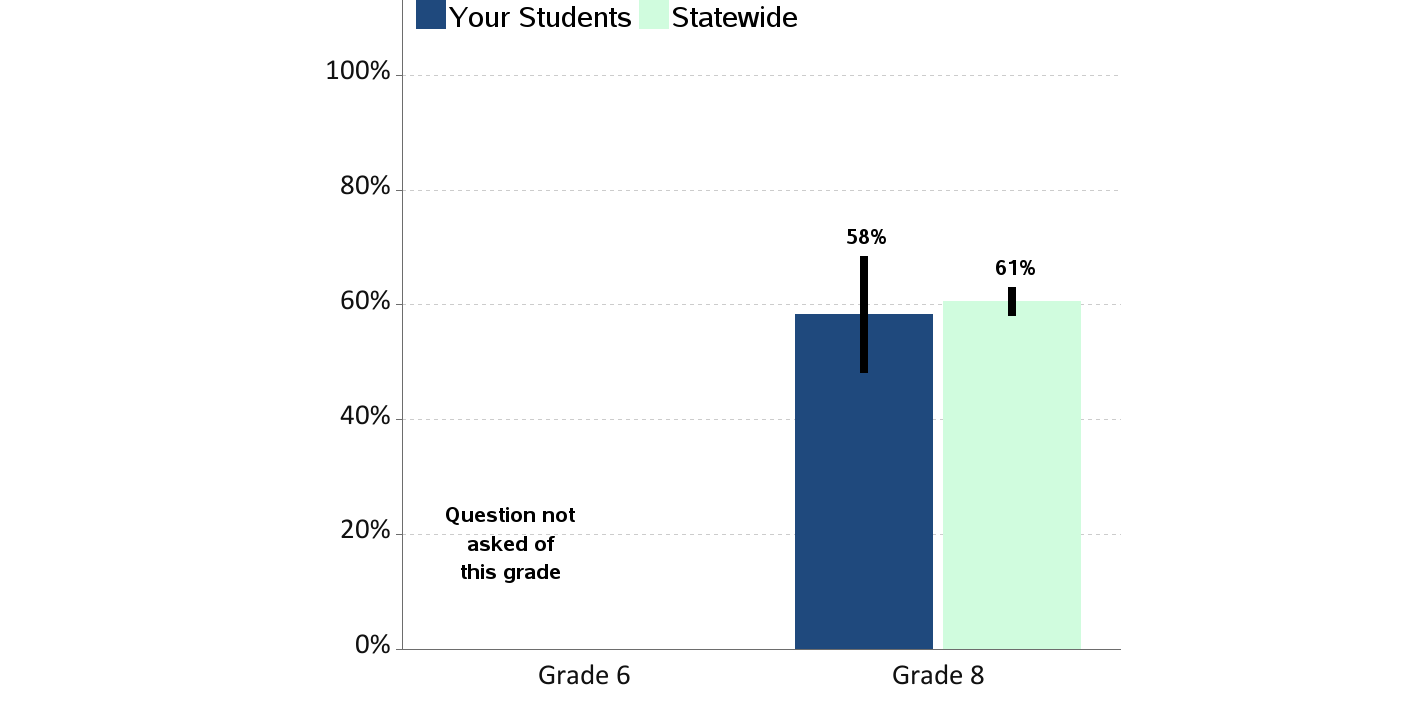 Your Students Statewide
100%
80%
60%
40%
20%
0%
58%
61%
Question not
asked of
this grade
Grade 6 Grade 8